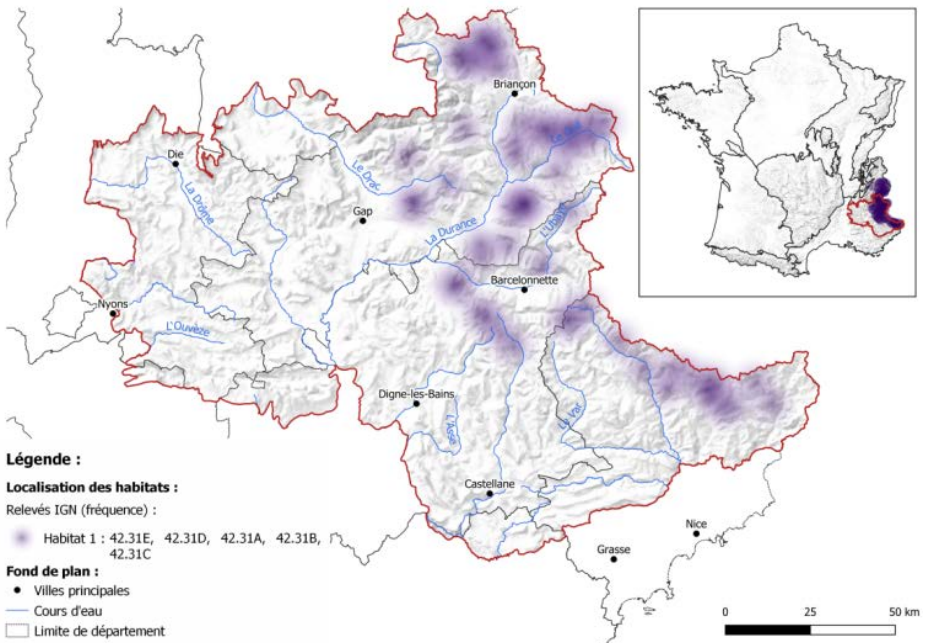 Briançon
Le Guil
Die
Le Drac
La Drôme
Gap
La Durance
L'Ubaye
Barcelonnette
Nyons
L'Ouvèze
Digne-les-Bains
L'Asse
Le Var
Castellane
Nice
Grasse
Légende :
Localisation des habitats :
Relevés IGN (fréquence) :
Habitat 1 : 42.31E, 42.31D, 42.31A, 42.31B,
42.31C
Fond de plan :
Villes principales
Cours d'eau
Limite de département
0 25 50 km